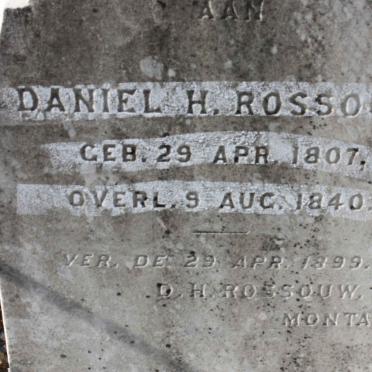 AAN
DANIEL H. ROSSO
GEB. 29 APR. 1807.
OVERL. 9 AUG. 1840.
VER. DE 29 APR. 1899.
D. H. ROSSOUW.
MONTA